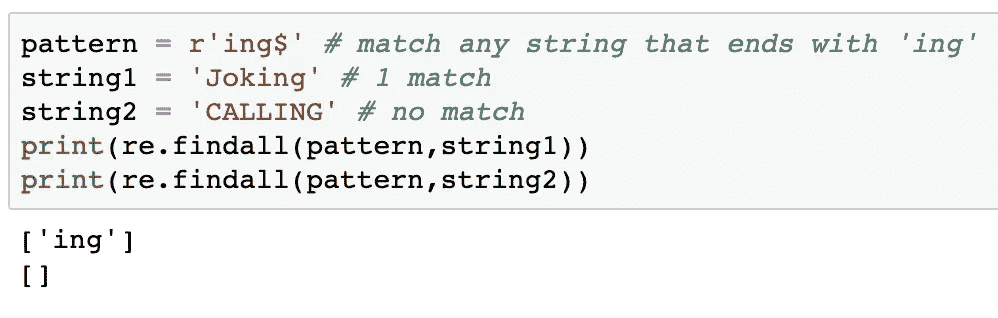 pattern = r'ing$' # match any string that ends with 'ing'
string1 = 'Joking' # 1 match
string2 = 'CALLING' # no match
print(re.findall(pattern,string1))
print(re.findall(pattern,string2))
['ing']
[]